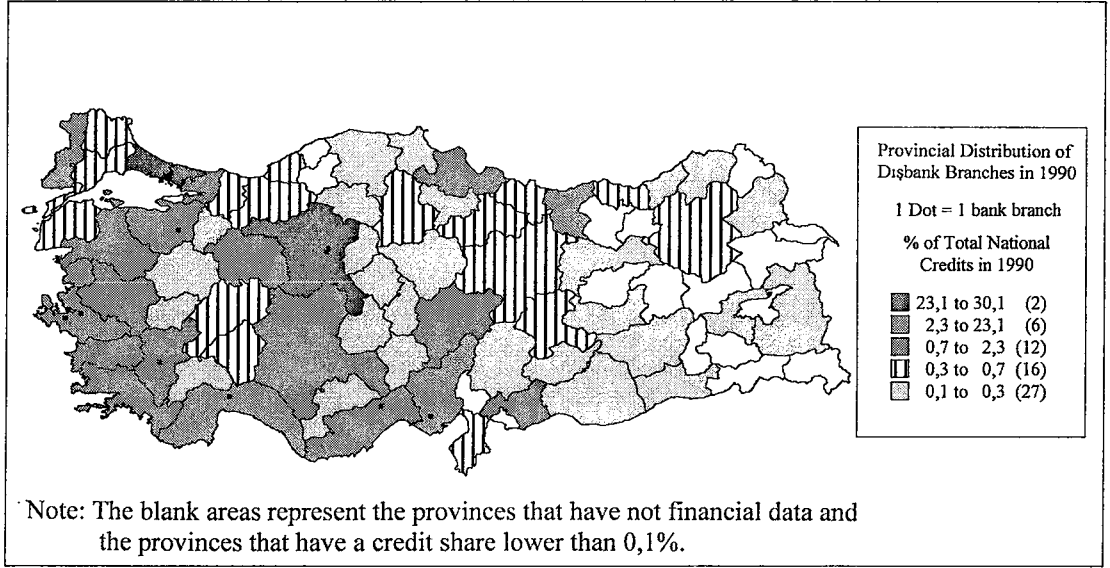 Provincial Distribution of
Dışbank Branches in 1990
1 Dot = 1 bank branch
% of Total National
Credits in 1990
23,1 to 30,1 (2)
2,3 to 23,1 (6)
0,7 to 2,3 (12)
0,3 to 0,7 (16)
0,1 to 0,3 (27)
Note: The blank areas represent the provinces that have not financial data and
the provinces that have a credit share lower than 0,1%.